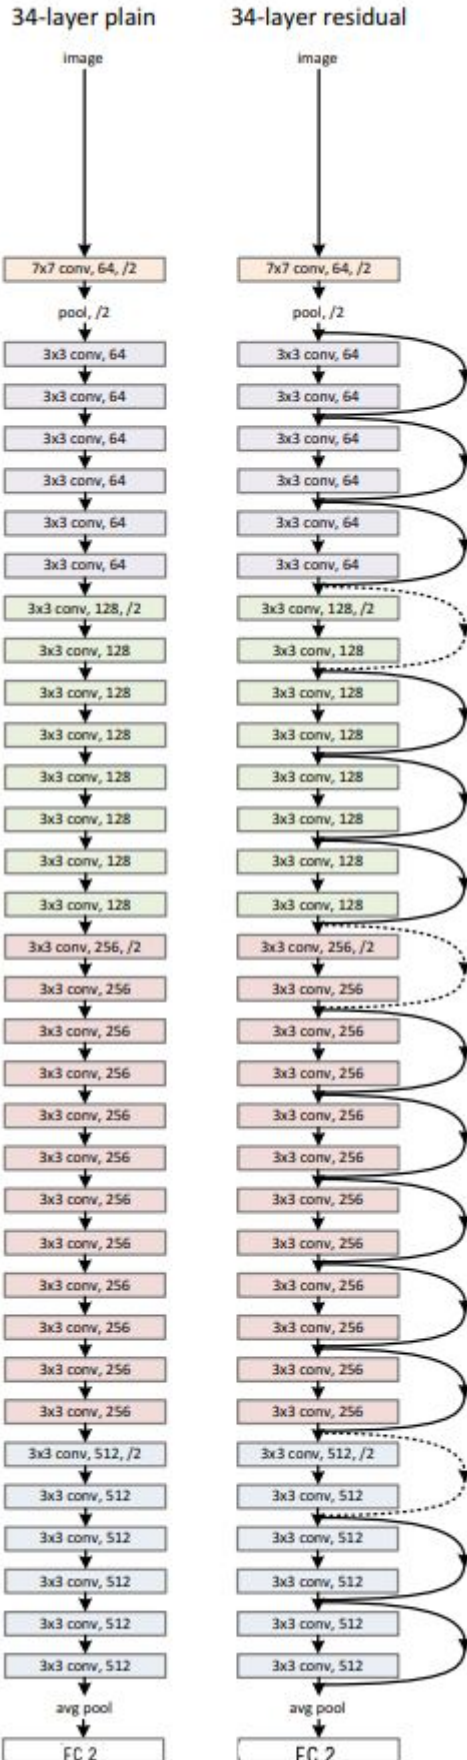 34-layer plain
image
7x7 conv, 64, /2
pool, /2
3x3 conv, 64
3x3 conv, 64
3x3 conv, 64
3x3 conv, 64
3x3 conv, 64
3x3 conv, 64
3x3 conv, 128, /2
3x3 conv, 128
3x3 conv, 128
3x3 conv, 128
3x3 conv, 128
3x3 conv, 128
3x3 conv, 128
3x3 conv, 128
3x3 conv, 256, /2
3x3 conv, 256
3x3 conv, 256
3x3 conv, 256
3x3 conv, 256
3x3 conv, 256
3x3 conv, 256
3x3 conv, 256
3x3 conv, 256
3x3 conv, 256
3x3 conv, 256
3x3 conv, 256
3x3 conv, 512, /2
3x3 conv, 512
3x3 conv, 512
3x3 conv, 512
3x3 conv, 512
3x3 conv, 512
avg pool
FC 2
34-layer residual
image
7x7 conv, 64, /2
pool, /2
3x3 conv, 64
3x3 conv, 64
3x3 conv, 64
3x3 conv, 64
3x3 conv, 64
3x3 conv, 64
3x3 conv, 128, /2
3x3 conv, 128
3x3 conv, 128
3x3 conv, 128
3x3 conv, 128
3x3 conv, 128
3x3 conv, 128
3x3 conv, 128
3x3 conv, 256, /2
3x3 conv, 256
3x3 conv, 256
3x3 conv, 256
3x3 conv, 256
3x3 conv, 256
3x3 conv, 256
3x3 conv, 256
3x3 conv, 256
3x3 conv, 256
3x3 conv, 256
3x3 conv, 256
3x3 conv, 512, /2
3x3 conv, 512
3x3 conv, 512
3x3 conv, 512
3x3 conv, 512
3x3 conv, 512
avg pool
FC 2